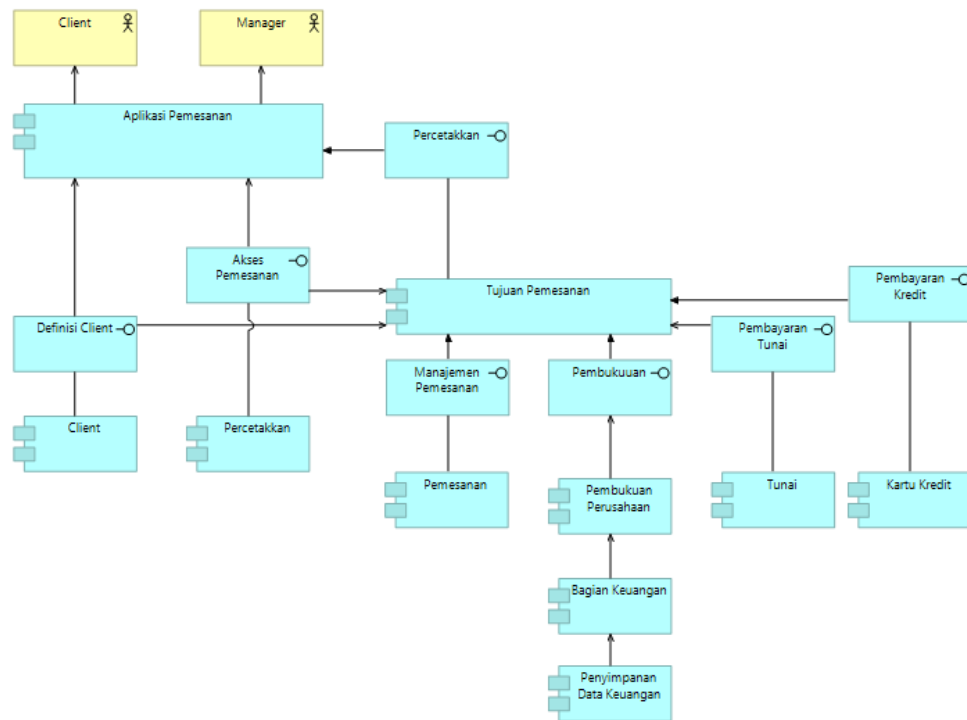 Client
Manager
Aplikasi Pemesanan
Percetakkan
Akses
Pemesanan
Tujuan Pemesanan
Pembayaran
Kredit
Definisi Client
Pembayaran
Tunai
Manajemen
Pemesanan
Pembukuuan
Client
Percetakkan
Pemesanan
Pembukuan
Perusahaan
Tunai
Kartu Kredit
Bagian Keuangan
Penyimpanan
Data Keuangan